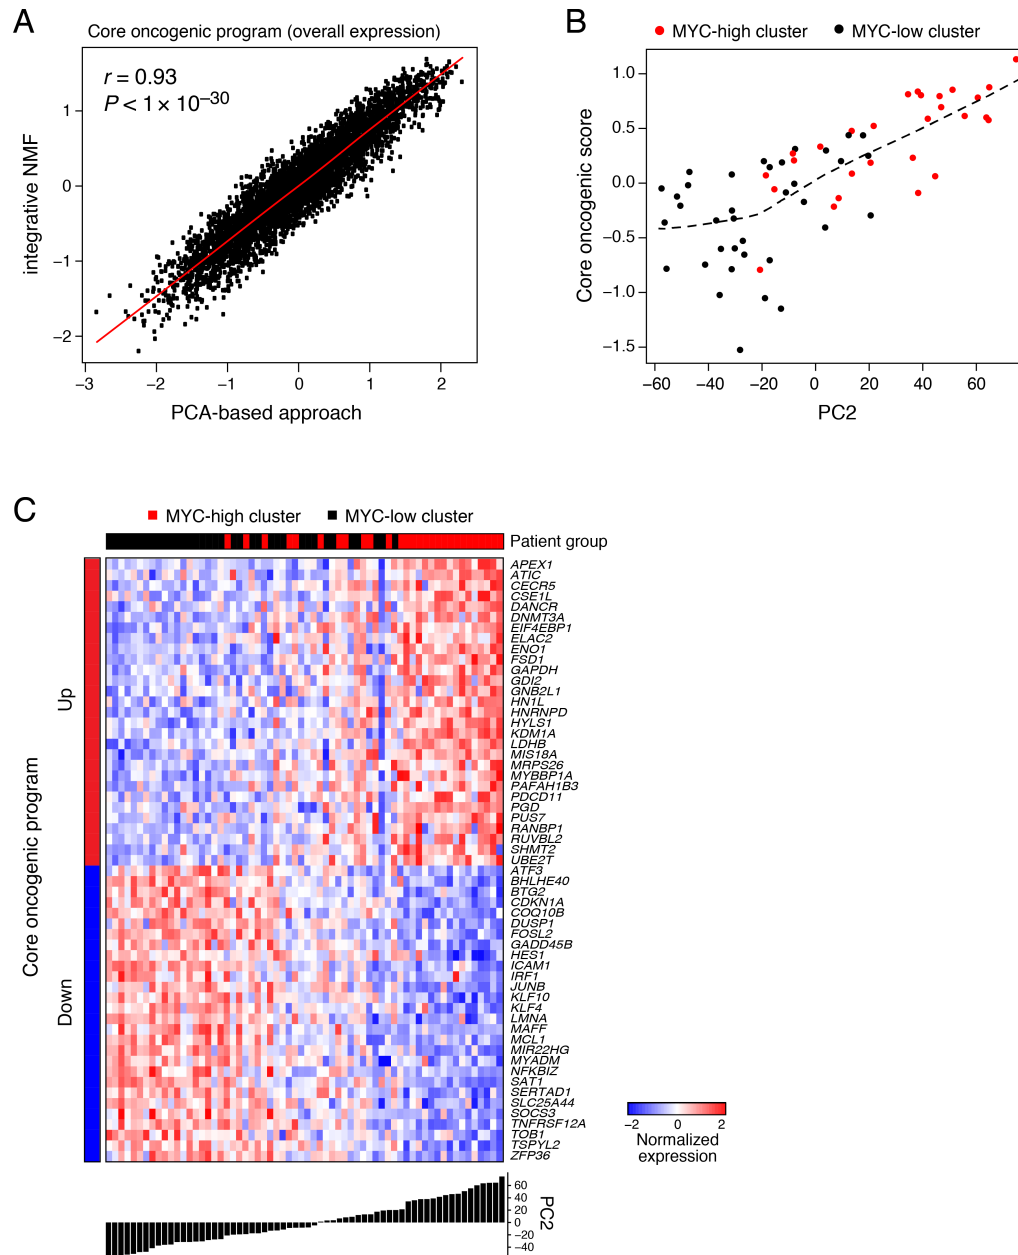 A
Core oncogenic program (overall expression)
r = 0.93
P < 1 × 10–30
integrative NMF
1
0
−1
−2
−3
−2
−1
0
1
2
PCA-based approach
B
MYC-high cluster
MYC-low cluster
Core oncogenic score
1.0
0.5
0.0
−0.5
−1.0
−1.5
−60
−40
−20
0
20
40
60
PC2
C
MYC-high cluster
MYC-low cluster
Patient group
Core oncogenic program
Up
Down
APEX1
ATIC
CECR5
CSE1L
DANCR
DNMT3A
EIF4EBP1
ELAC2
ENO1
FSD1
GAPDH
GDI2
GNB2L1
HN1L
HNRNPD
HYLS1
KDM1A
LDHB
MIS18A
MRPS26
MYBBP1A
PAFAH1B3
PDCD11
PGD
PUS7
RANBP1
RUVBL2
SHMT2
UBE2T
ATF3
BHLHE40
BTG2
CDKN1A
COQ10B
DUSP1
FOSL2
GADD45B
HES1
ICAM1
IRF1
JUNB
KLF10
KLF4
LMNA
MAFF
MCL1
MIR22HG
MYADM
NFKBIZ
SAT1
SERTAD1
SLC25A44
SOCS3
TNFRSF12A
TOB1
TSPYL2
ZFP36
−2
0
2
Normalized
expression
60
40
20
0
−20
−40
PC2